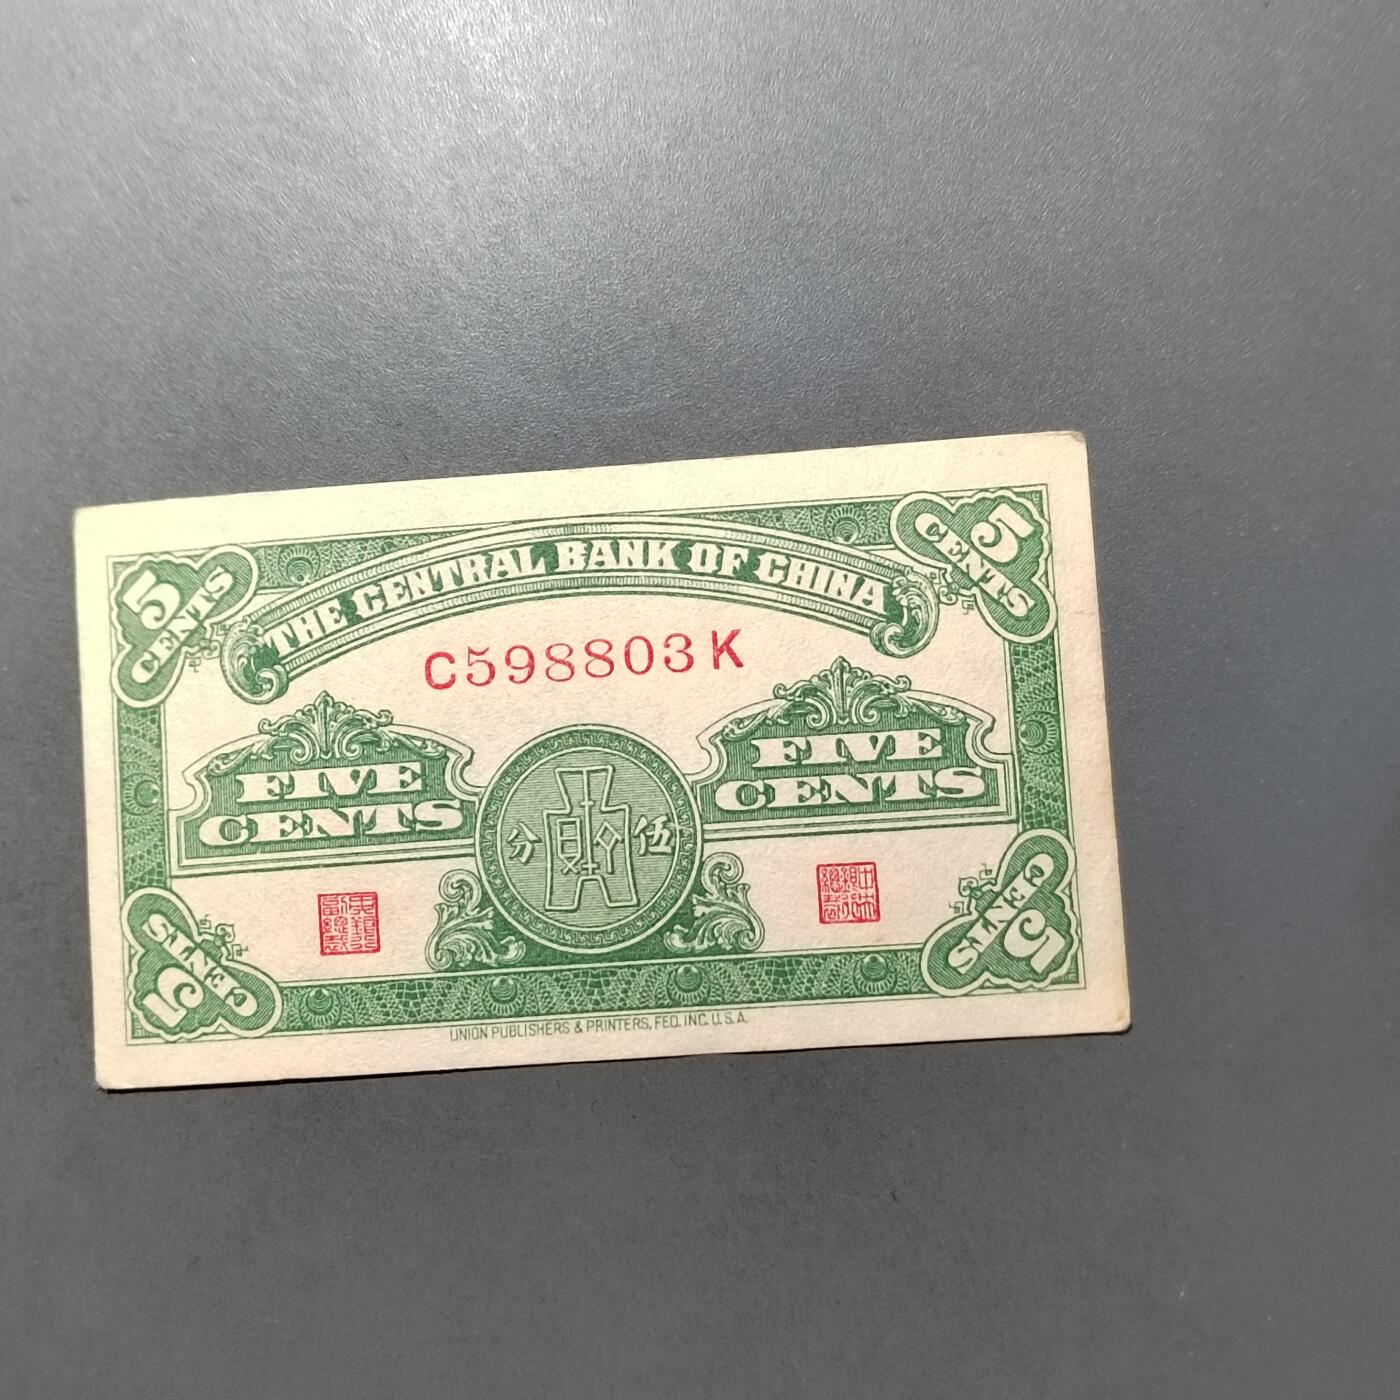 5 CENTS
THE CENTRAL BANK OF CHINA
5 CENTS
C598803K
FIVE CENTS
FIVE CENTS
分
伍
5 CENTS
5 CENTS
UNION PUBLISHERS & PRINTERS, FED. INC. U.S.A.